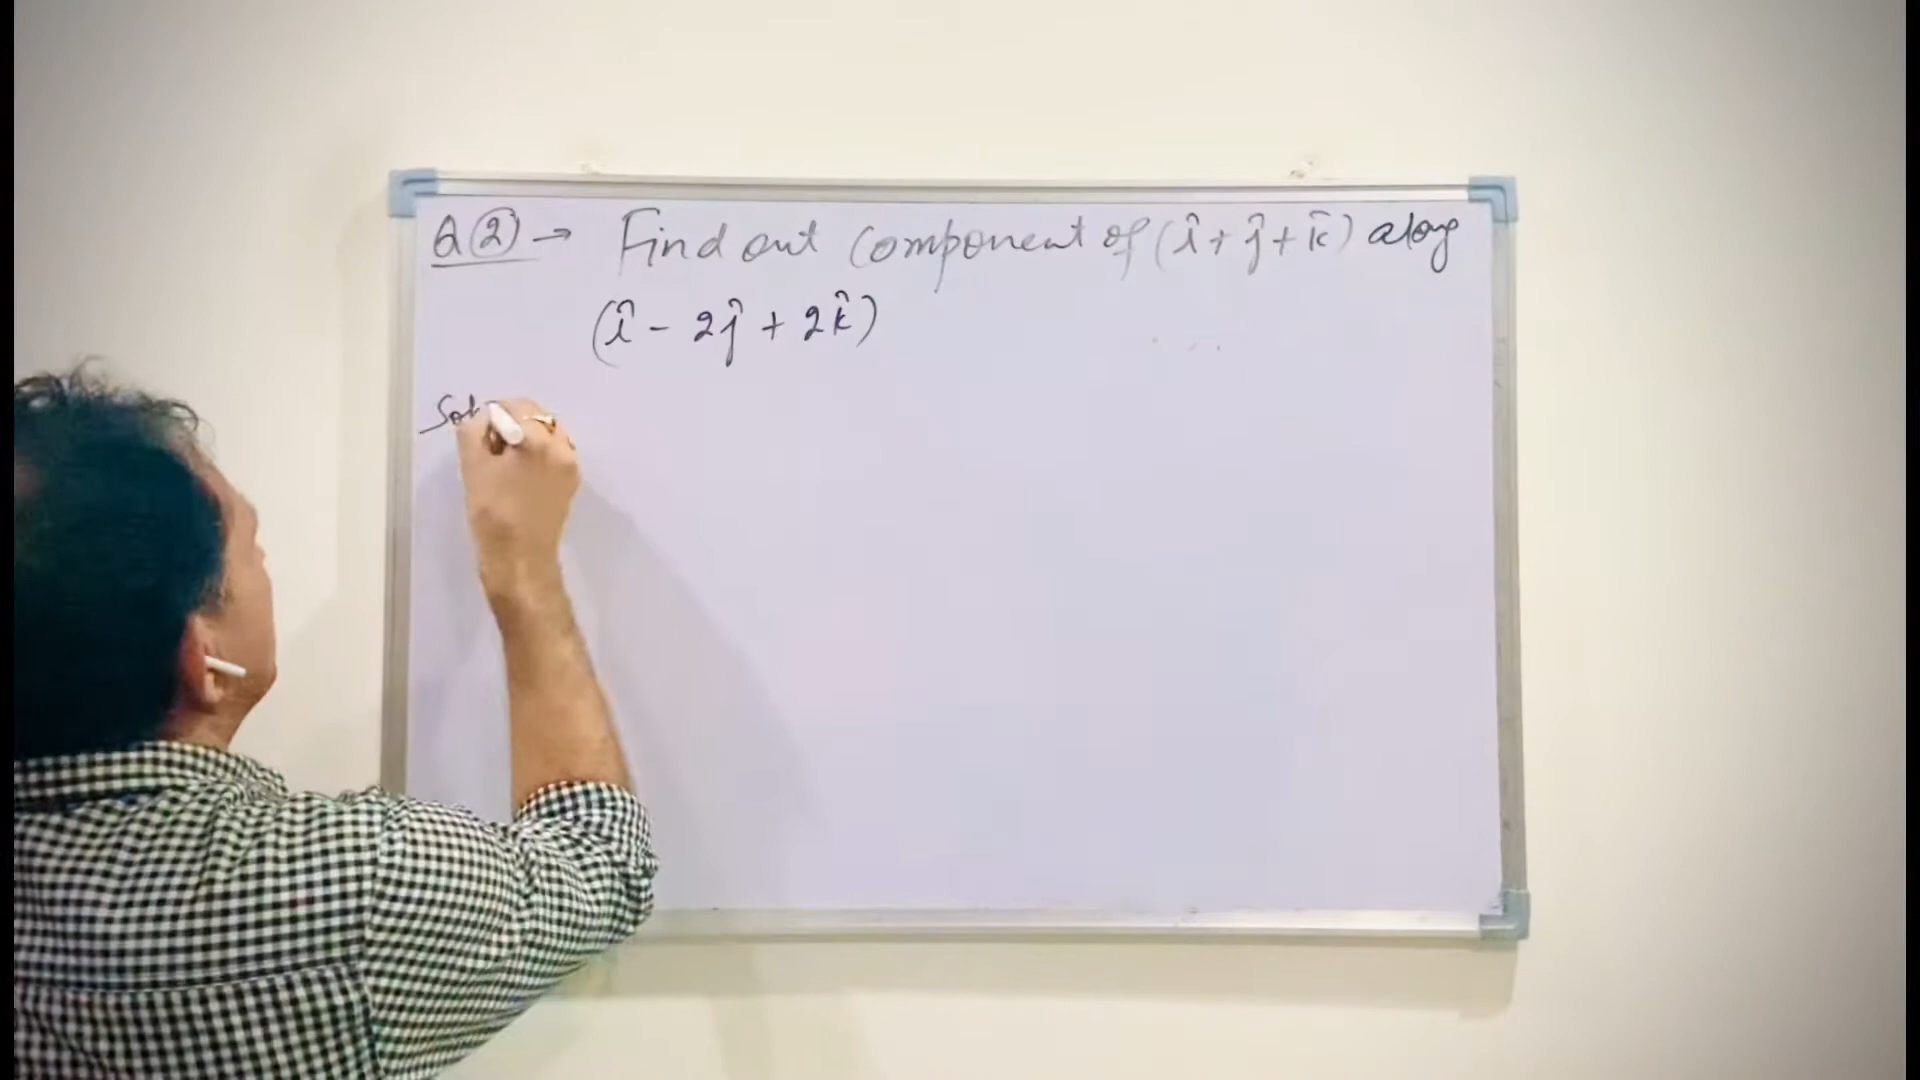 Q② → Find out component of (î + ĵ + k̂) along
(î - 2ĵ + 2k̂)